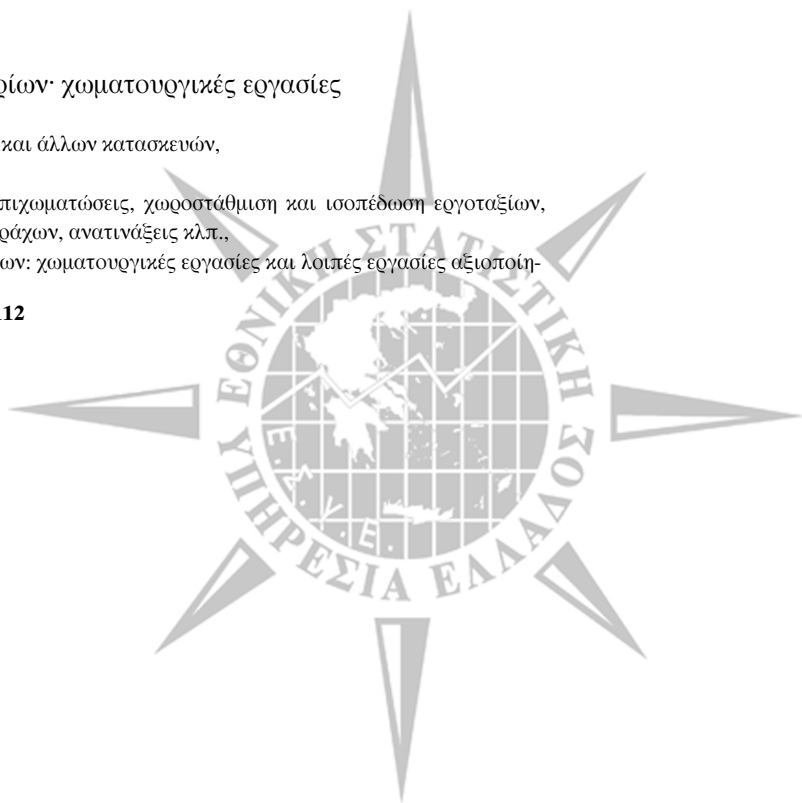 ρίων· χωματουργικές εργασίες
και άλλων κατασκευών,
πιχωματώσεις, χωροστάθμιση και ισοπέδωση εργοταξίων,
ράχων, ανατινάξεις κλπ.,
ων: χωματουργικές εργασίες και λοιπές εργασίες αξιοποίη-
112
ΕΘΝΙΚΗ ΣΤΑΤΙΣΤΙΚΗ
ΥΠΗΡΕΣΙΑ ΕΛΛΑΔΟΣ
Ε.Σ.Υ.Ε.